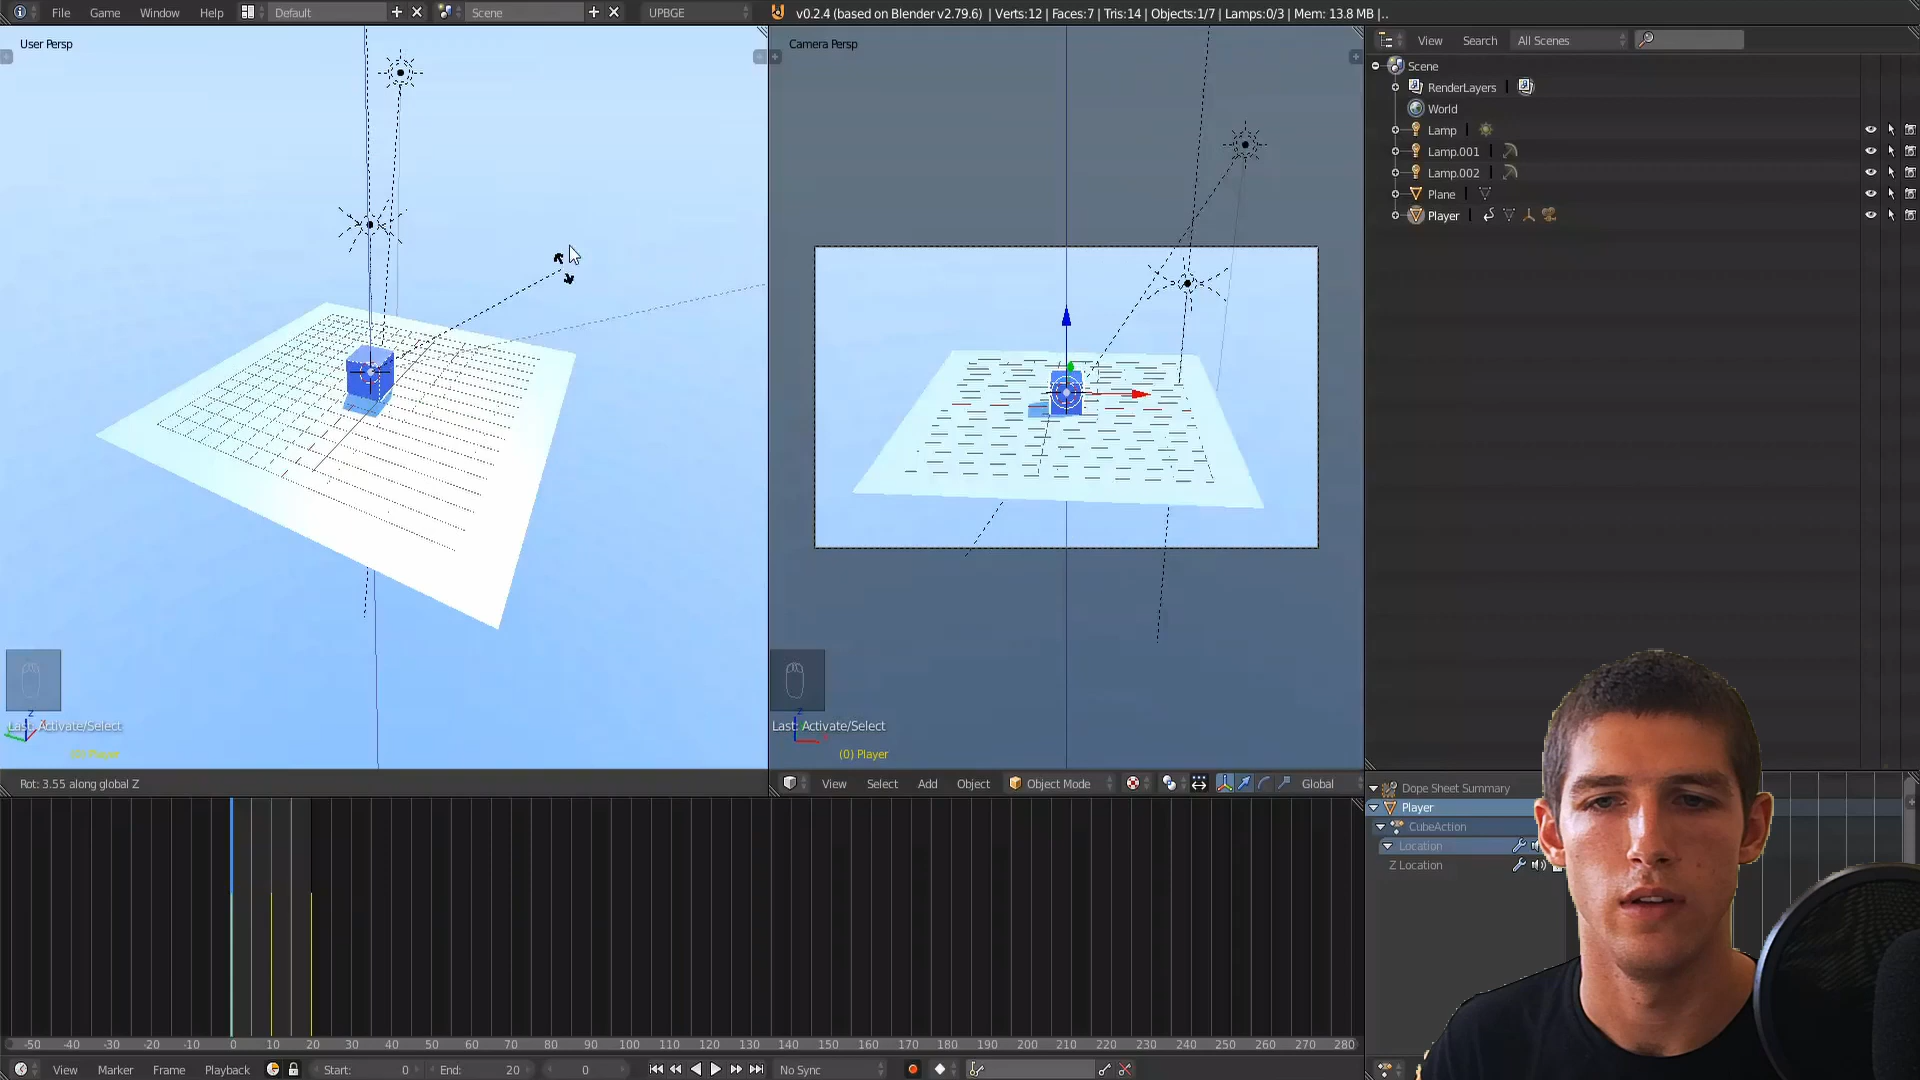 File Game Window Help Default Scene UPBGE v0.2.4 (based on Blender v2.79.6) | Verts:12 | Faces:7 | Tris:14 | Objects:1/7 | Lamps:0/3 | Mem: 13.8 MB |..
User Persp
Camera Persp
View Search All Scenes
Scene
RenderLayers
World
Lamp
Lamp.001
Lamp.002
Plane
Player
Last: Activate/Select
(0) Player
Last: Activate/Select
(0) Player
Rot: 3.55 along global Z
View Select Add Object Object Mode Global
Dope Sheet Summary
Player
CubeAction
Location
Z Location
-50 -40 -30 -20 -10 0 10 20 30 40 50 60 70 80 90 100 110 120 130 140 150 160 170 180 190 200 210 220 230 240 250 260 270 280
View Marker Frame Playback Start: 0 End: 20 0 No Sync